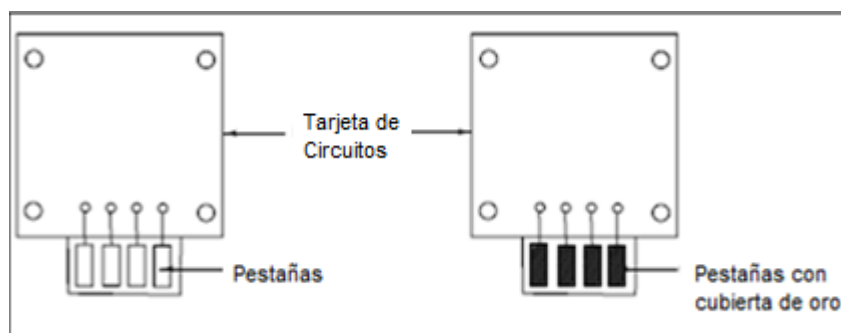 Tarjeta de
Circuitos
Pestañas
Pestañas con
cubierta de oro